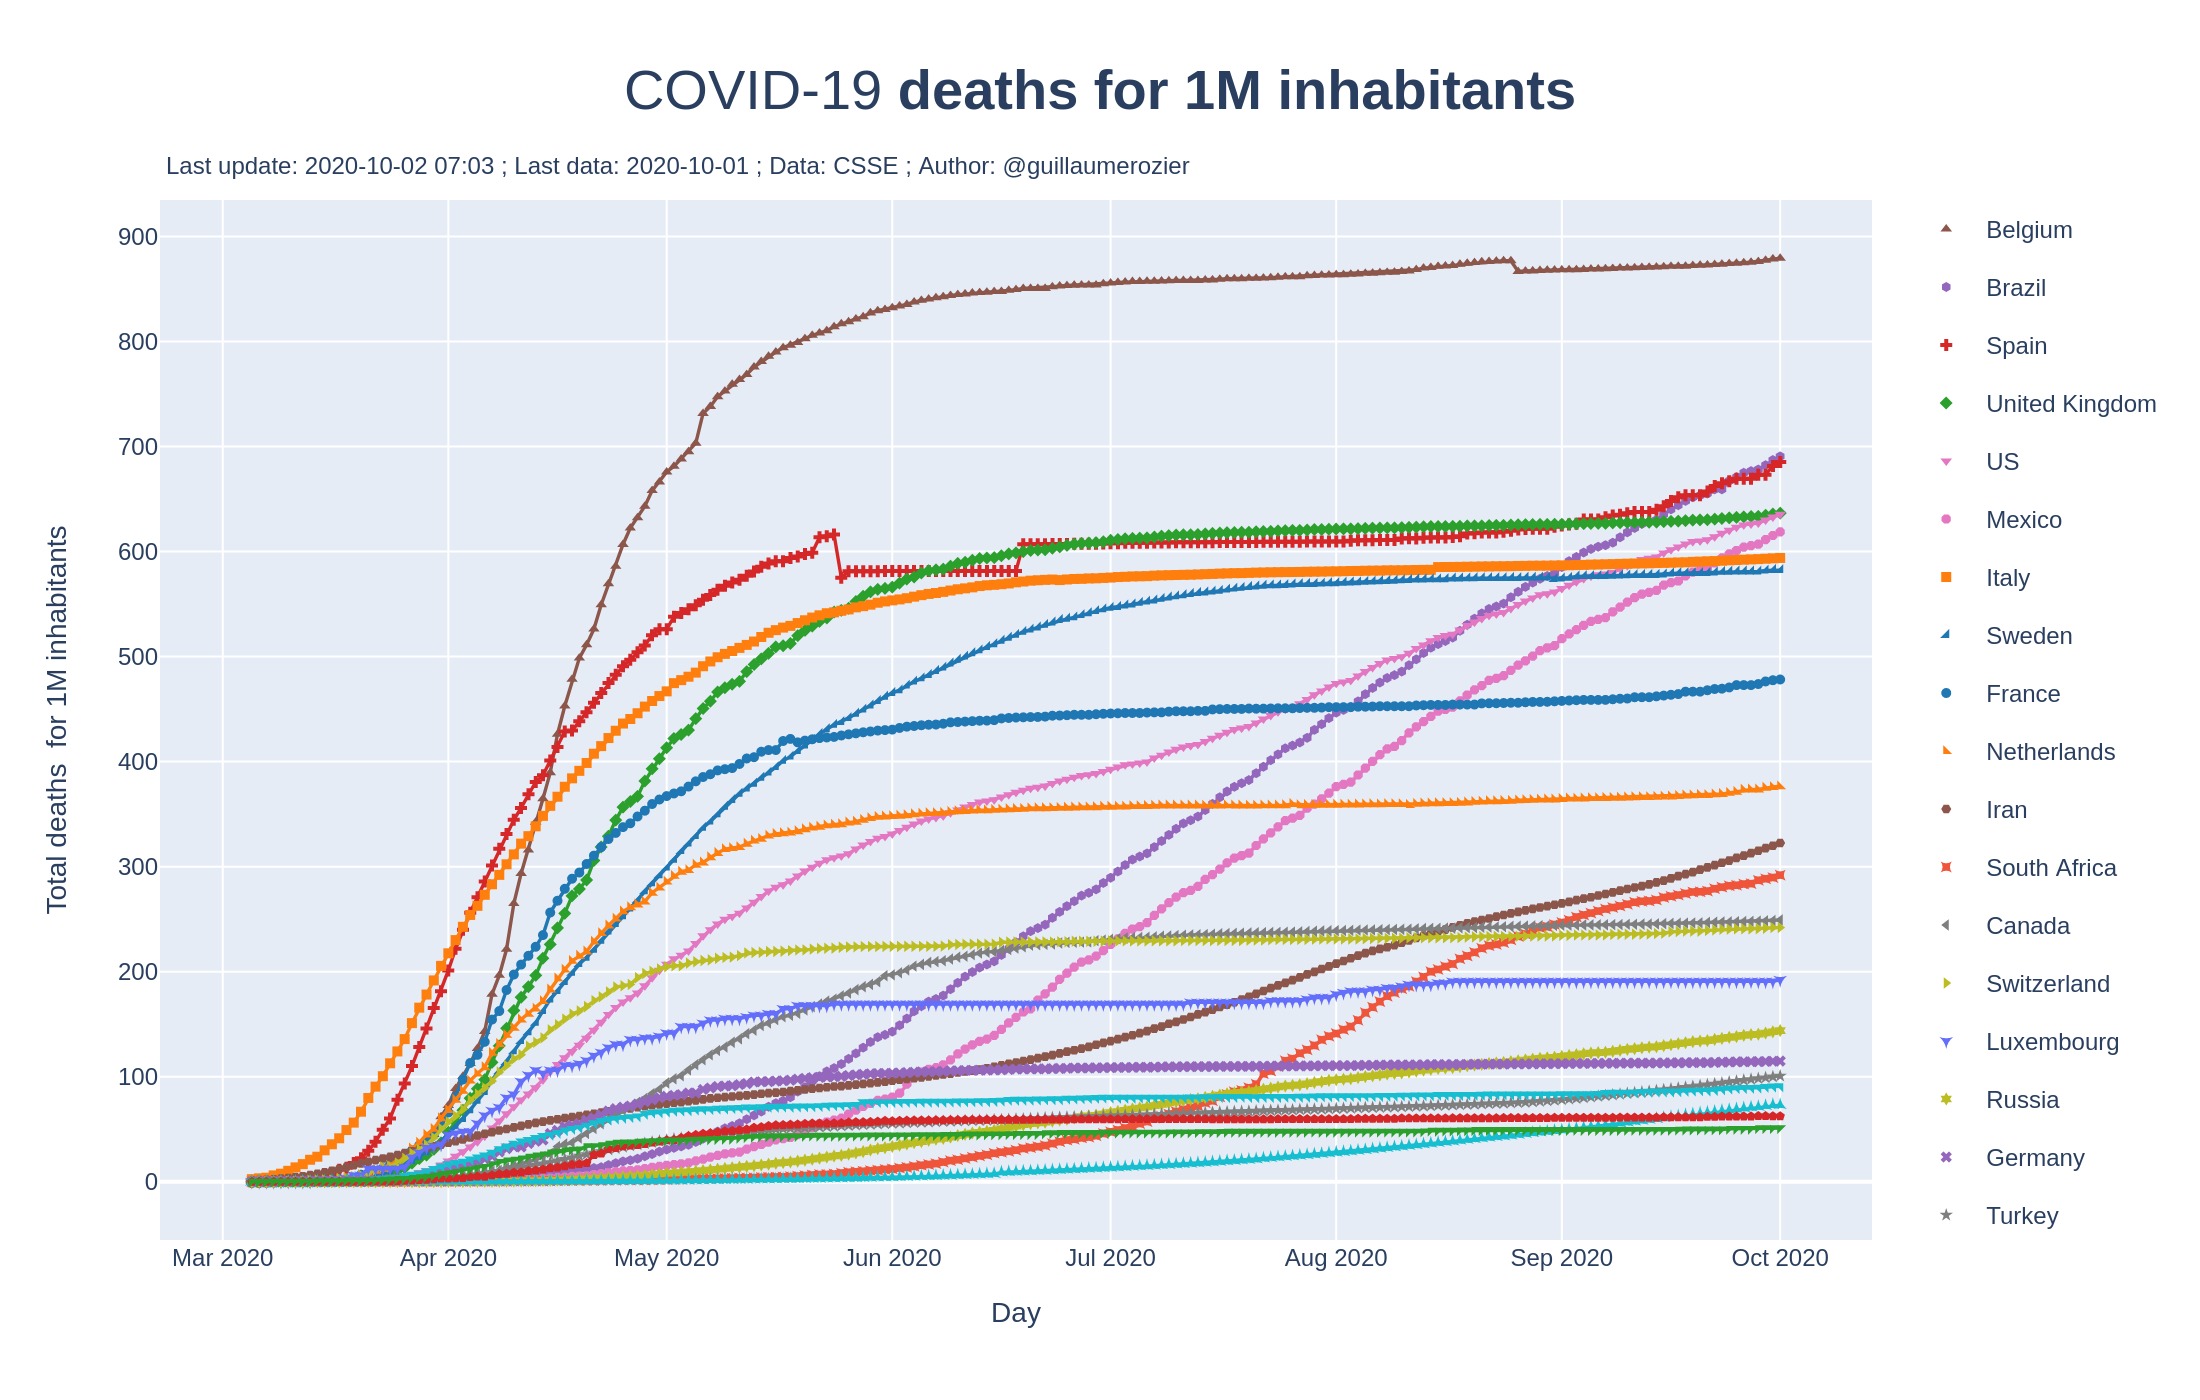 COVID-19 deaths for 1M inhabitants
Last update: 2020-10-02 07:03 ; Last data: 2020-10-01 ; Data: CSSE ; Author: @guillaumerozier
Total deaths  for 1M inhabitants
900
800
700
600
500
400
300
200
100
0
Mar 2020
Apr 2020
May 2020
Jun 2020
Jul 2020
Aug 2020
Sep 2020
Oct 2020
Day
Belgium
Brazil
Spain
United Kingdom
US
Mexico
Italy
Sweden
France
Netherlands
Iran
South Africa
Canada
Switzerland
Luxembourg
Russia
Germany
Turkey